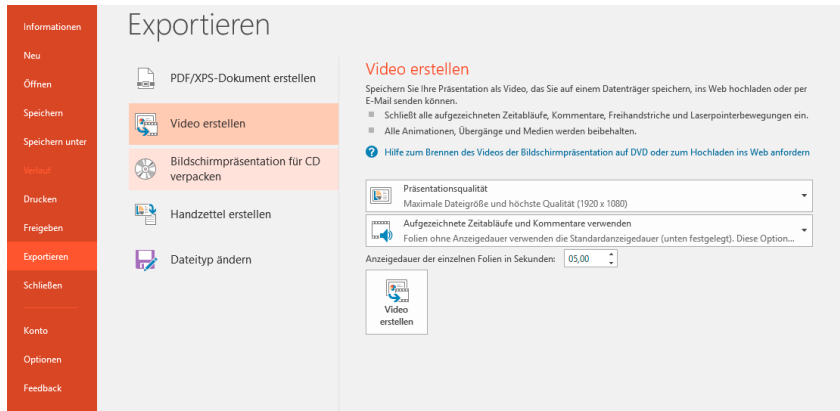 Exportieren
Informationen
Neu
Öffnen
Speichern
Speichern unter
Verlauf
Drucken
Freigeben
Exportieren
Schließen
Konto
Optionen
Feedback
PDF/XPS-Dokument erstellen
Video erstellen
Bildschirmpräsentation für CD
verpacken
Handzettel erstellen
Dateityp ändern
Video erstellen
Speichern Sie Ihre Präsentation als Video, das Sie auf einem Datenträger speichern, ins Web hochladen oder per
E-Mail senden können.
Schließt alle aufgezeichneten Zeitabläufe, Kommentare, Freihandstriche und Laserpointerbewegungen ein.
Alle Animationen, Übergänge und Medien werden beibehalten.
Hilfe zum Brennen des Videos der Bildschirmpräsentation auf DVD oder zum Hochladen ins Web anfordern
Präsentationsqualität
Maximale Dateigröße und höchste Qualität (1920 x 1080)
Aufgezeichnete Zeitabläufe und Kommentare verwenden
Folien ohne Anzeigedauer verwenden die Standardanzeigedauer (unten festgelegt). Diese Option...
Anzeigedauer der einzelnen Folien in Sekunden: 05,00
Video
erstellen